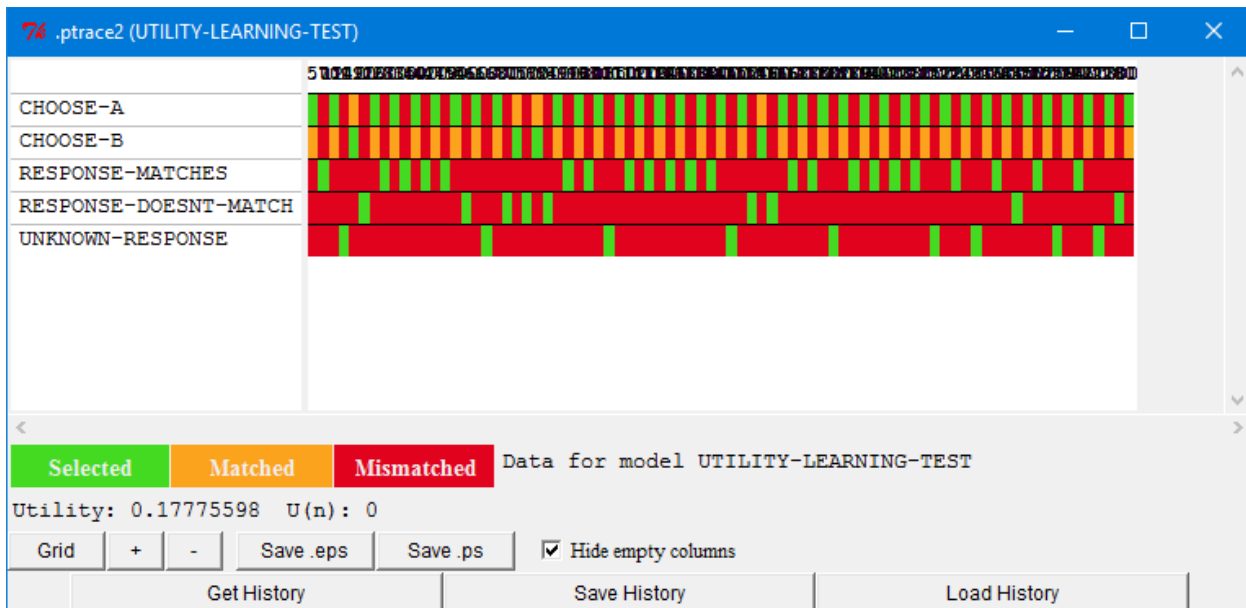 .ptrace2 (UTILITY-LEARNING-TEST)
CHOOSE-A
CHOOSE-B
RESPONSE-MATCHES
RESPONSE-DOESNT-MATCH
UNKNOWN-RESPONSE
Selected Matched Mismatched Data for model UTILITY-LEARNING-TEST
Utility: 0.17775598 U(n): 0
Grid + - Save .eps Save .ps Hide empty columns
Get History Save History Load History